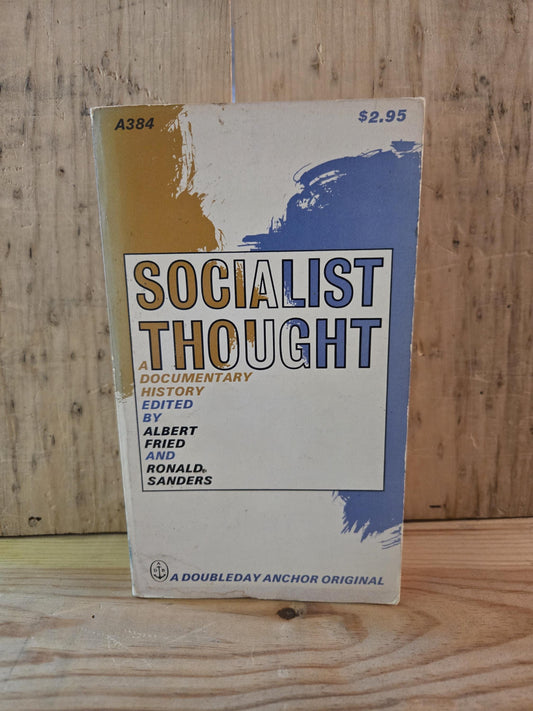 A384
$2.95
SOCIALIST
THOUGHT
A
DOCUMENTARY
HISTORY
EDITED
BY
ALBERT
FRIED
AND
RONALD
SANDERS
A DOUBLEDAY ANCHOR ORIGINAL